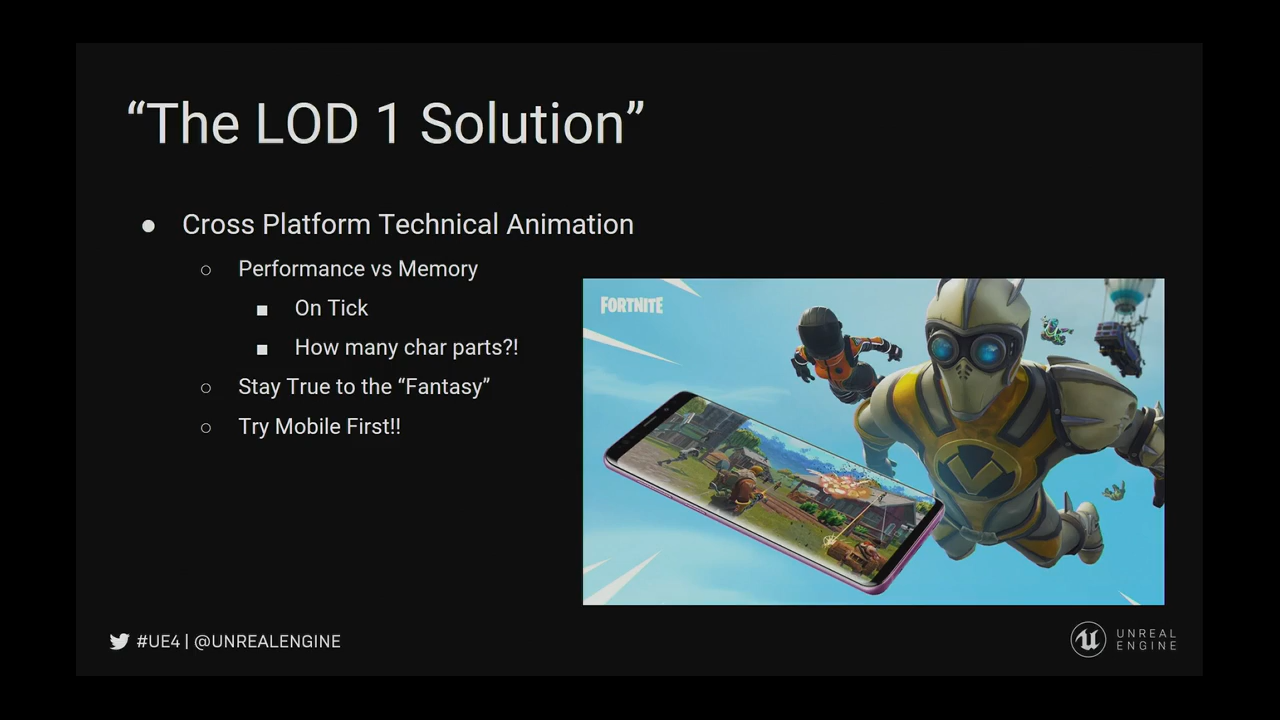 “The LOD 1 Solution”
● Cross Platform Technical Animation
○ Performance vs Memory
■ On Tick
■ How many char parts?!
○ Stay True to the “Fantasy”
○ Try Mobile First!!
FORTNITE
#UE4 | @UNREALENGINE
UNREAL
ENGINE